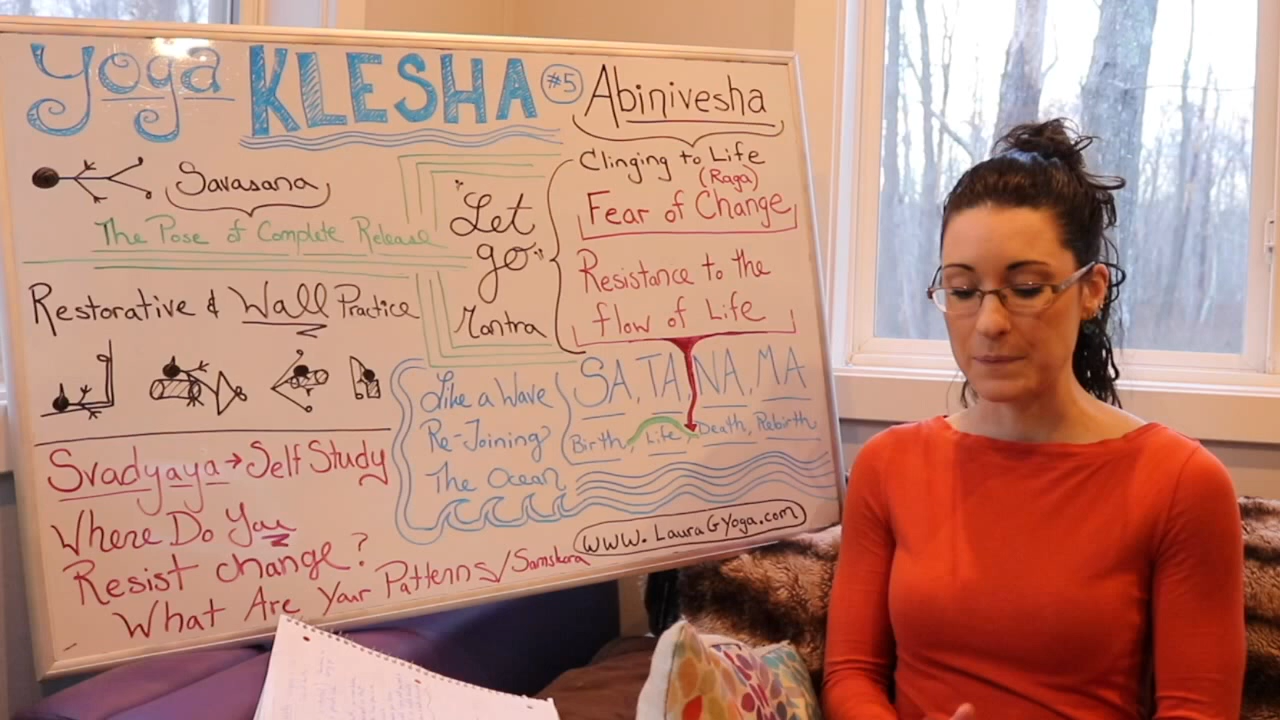 Yoga KLESHA #5 Abinivesha
Savasana
The Pose of Complete Release
Restorative & Wall Practice
"Let
go"
Mantra
Clinging to Life
(Raga)
Fear of Change
Resistance to the
flow of Life
SA, TA, NA, MA
Birth, Life, Death, Rebirth
Like a Wave
Re-Joining
The Ocean
Svadyaya → Self Study
Where Do You
Resist change?
What Are Your Patterns/Samskara
www.LauraGYoga.com